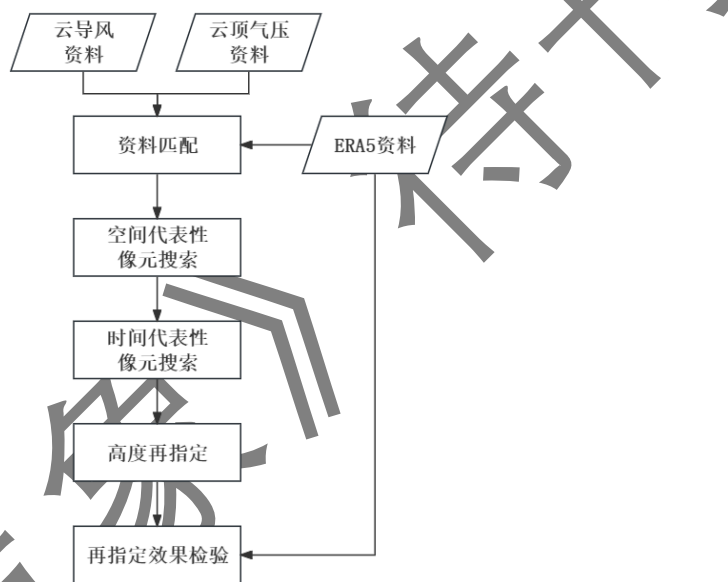 云导风
资料
云顶气压
资料
资料匹配
ERA5资料
空间代表性
像元搜索
时间代表性
像元搜索
高度再指定
再指定效果检验
》
待